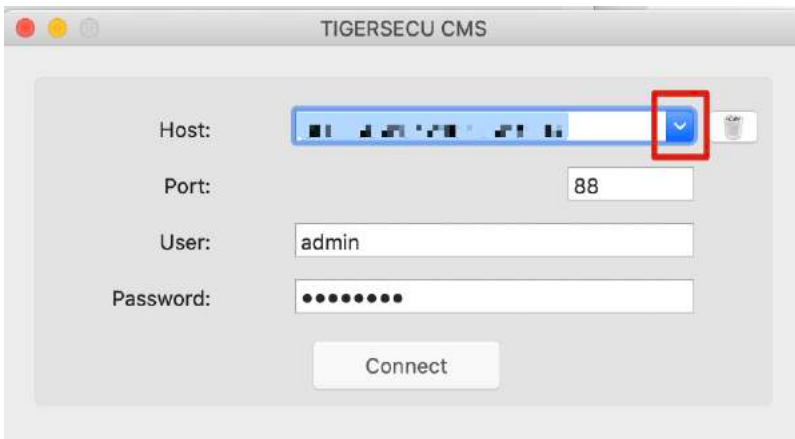 TIGERSECU CMS
Host:
Port:
88
User:
admin
Password:
••••••••
Connect